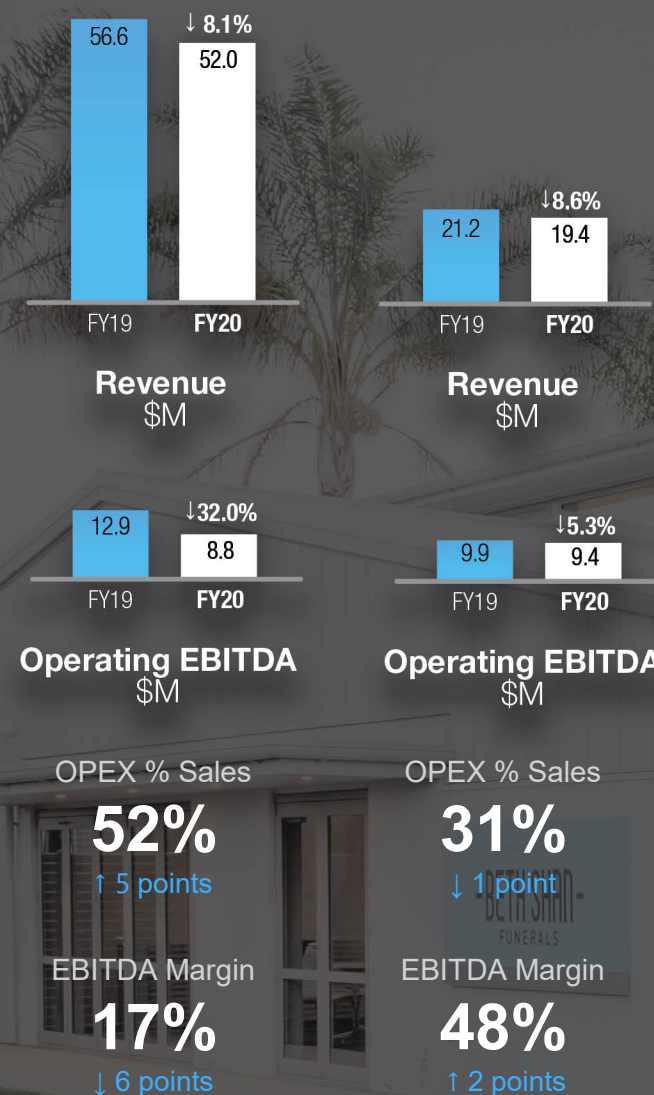 56.6
↓ 8.1%
52.0
FY19
FY20
Revenue
$M
21.2
↓8.6%
19.4
FY19
FY20
Revenue
$M
12.9
↓32.0%
8.8
FY19
FY20
Operating EBITDA
$M
9.9
↓5.3%
9.4
FY19
FY20
Operating EBITDA
$M
OPEX % Sales
52%
↑ 5 points
OPEX % Sales
31%
↓ 1 point
-BETH SHAN-
FUNERALS
EBITDA Margin
17%
↓ 6 points
EBITDA Margin
48%
↑ 2 points